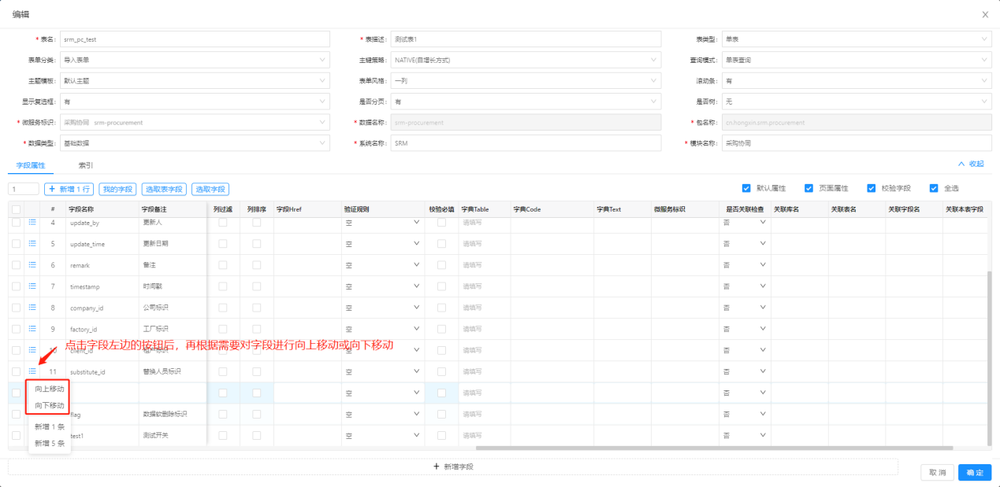 编辑
* 表名: srm_pc_test * 表描述: 测试表1 表类型: 单表
表单分类: 导入表单 主键策略: NATIVE(自增长方式) 查询模式: 单表查询
主题模板: 默认主题 表单风格: 一列 滚动条: 有
显示复选框: 有 是否分页: 有 是否树: 无
* 微服务标识: 采购协同 srm-procurement * 数据名称: srm-procurement * 包名称: cn.hongxin.srm.procurement
* 数据类型: 基础数据 * 系统名称: SRM * 模块名称: 采购协同
字段属性 索引 收起
1 + 新增 1 行 我的字段 选取表字段 选取字段 默认属性 页面属性 校验字段 全选
# 字段名称 字段备注 列过滤 列排序 字段Href 验证规则 校验必填 字典Table 字典Code 字典Text 微服务标识 是否关联检查 关联库名 关联表名 关联字段名 关联本表字段
4 update_by 更新人 空 请填写 否
5 update_time 更新日期 空 请填写 否
6 remark 备注 空 请填写 否
7 timestamp 时间戳 空 请填写 否
8 company_id 公司标识 空 请填写 否
9 factory_id 工厂标识 空 请填写 否
点击字段左边的按钮后，再根据需要对字段进行向上移动或向下移动
10 client_id 租户标识 空 请填写 否
11 substitute_id 替换人员标识 空 请填写 否
向上移动 空 请填写 否
向下移动
flag 数据软删除标识 空 请填写 否
新增 1 条
test1 测试开关 空 请填写 否
新增 5 条
+ 新增字段
取 消 确 定